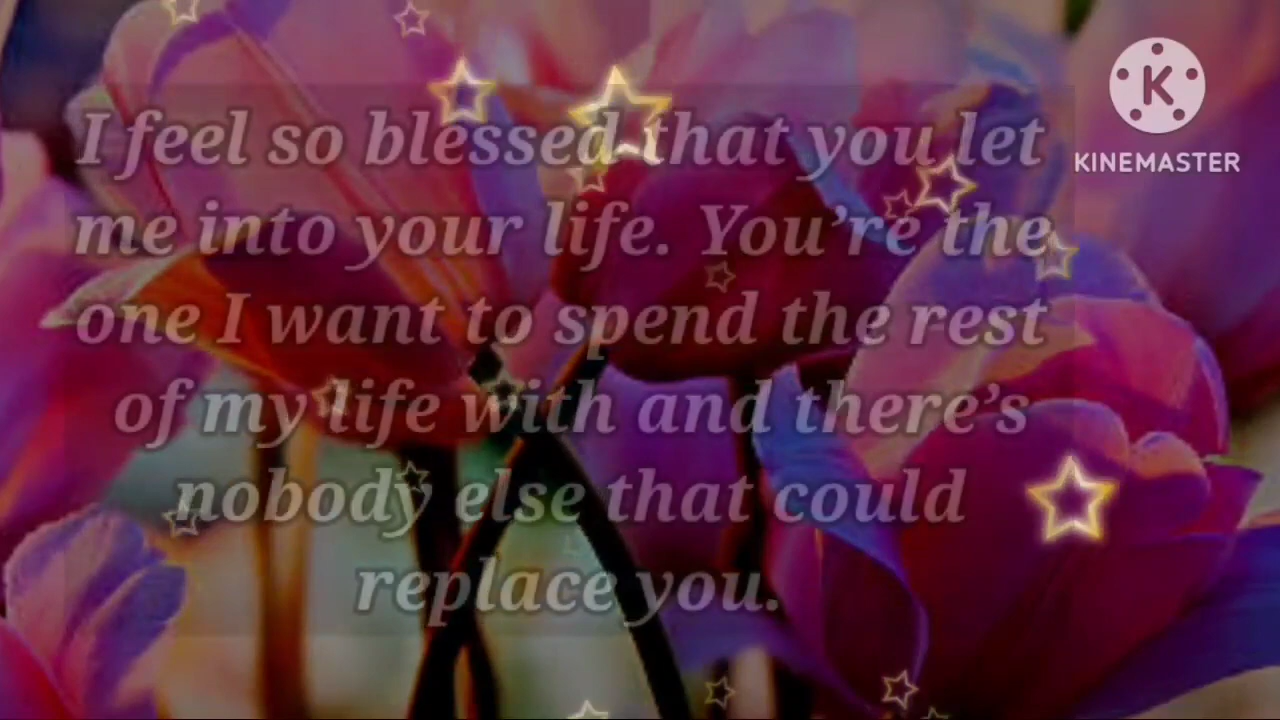 I feel so blessed that you let
me into your life. You’re the
one I want to spend the rest
of my life with and there’s
nobody else that could
replace you.
K
KINEMASTER